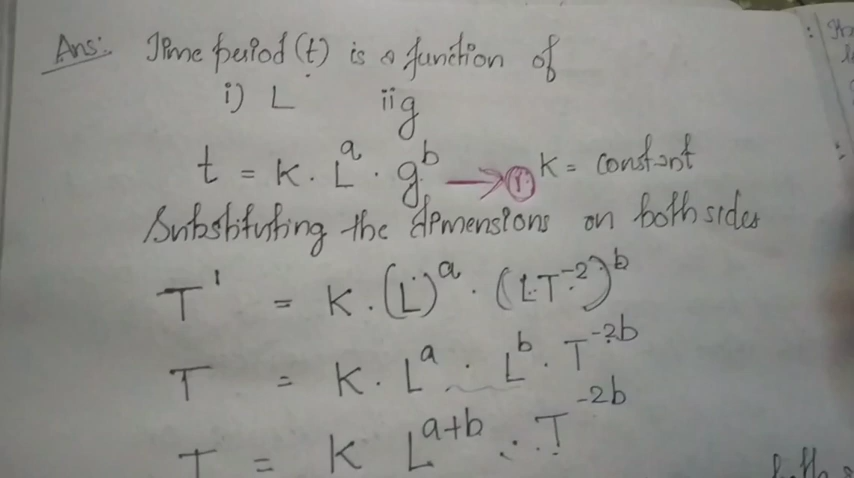 Ans:. Time period (t) is a function of
i) L ii g
t = K. L^a . g^b → ① K = constant
Substituting the dimensions on both sides
T^1 = K. (L)^a . (LT^-2)^b
T = K. L^a . L^b . T^-2b
T = K L^a+b . T^-2b